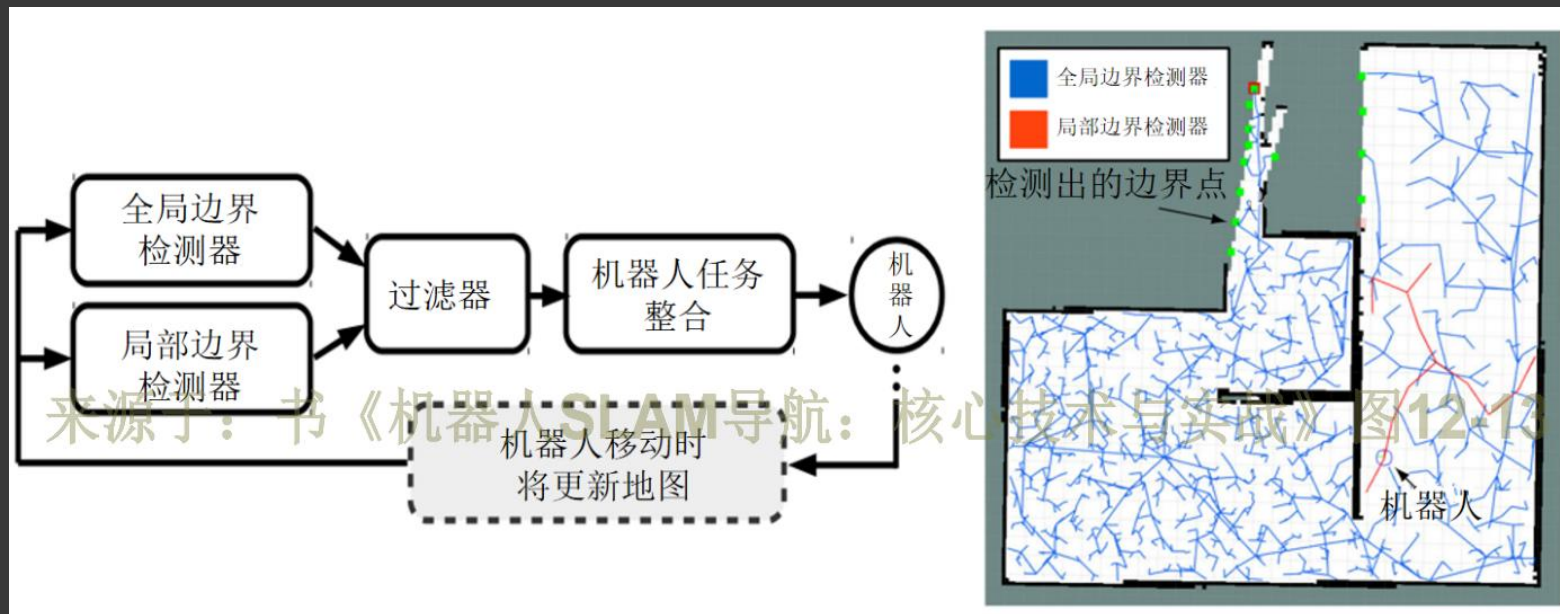 全局边界
检测器
局部边界
检测器
过滤器
机器人任务
整合
机
器
人
机器人移动时
将更新地图
全局边界检测器
局部边界检测器
检测出的边界点
机器人
来源于：书《机器人SLAM导航：核心技术与实战》图12-13